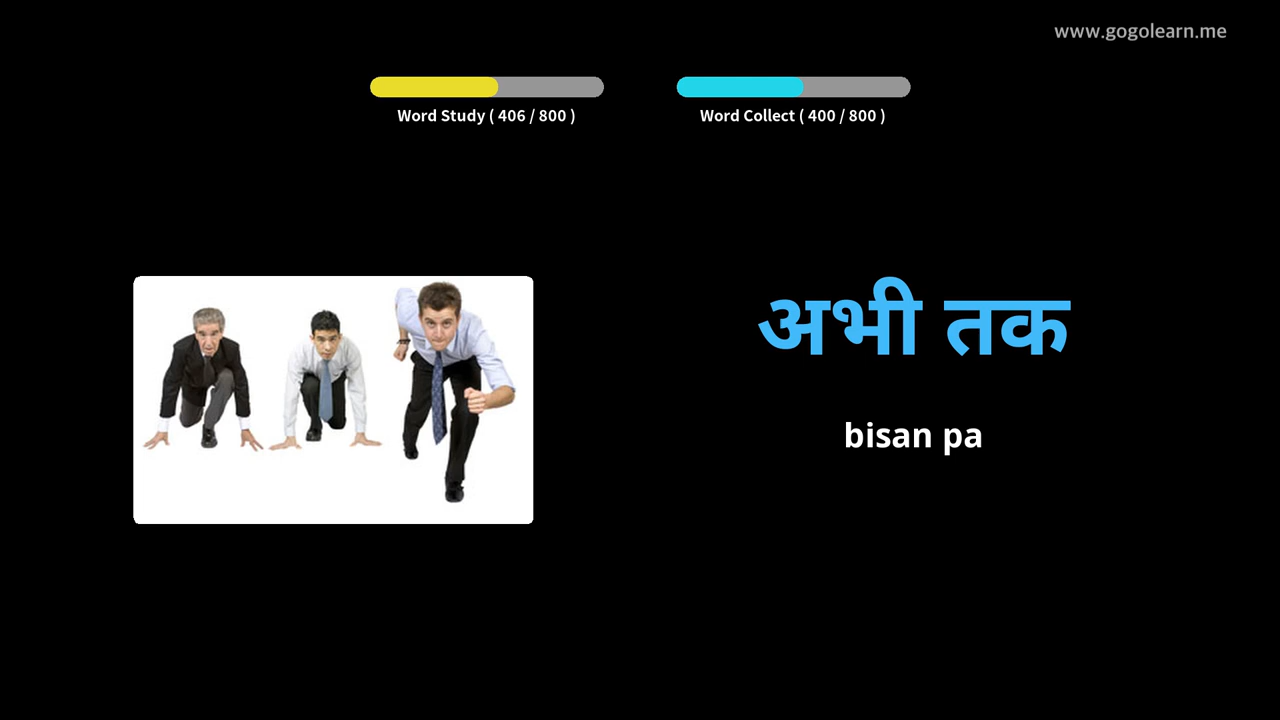 www.gogolearn.me
Word Study ( 406 / 800 )
Word Collect ( 400 / 800 )
अभी तक
bisan pa